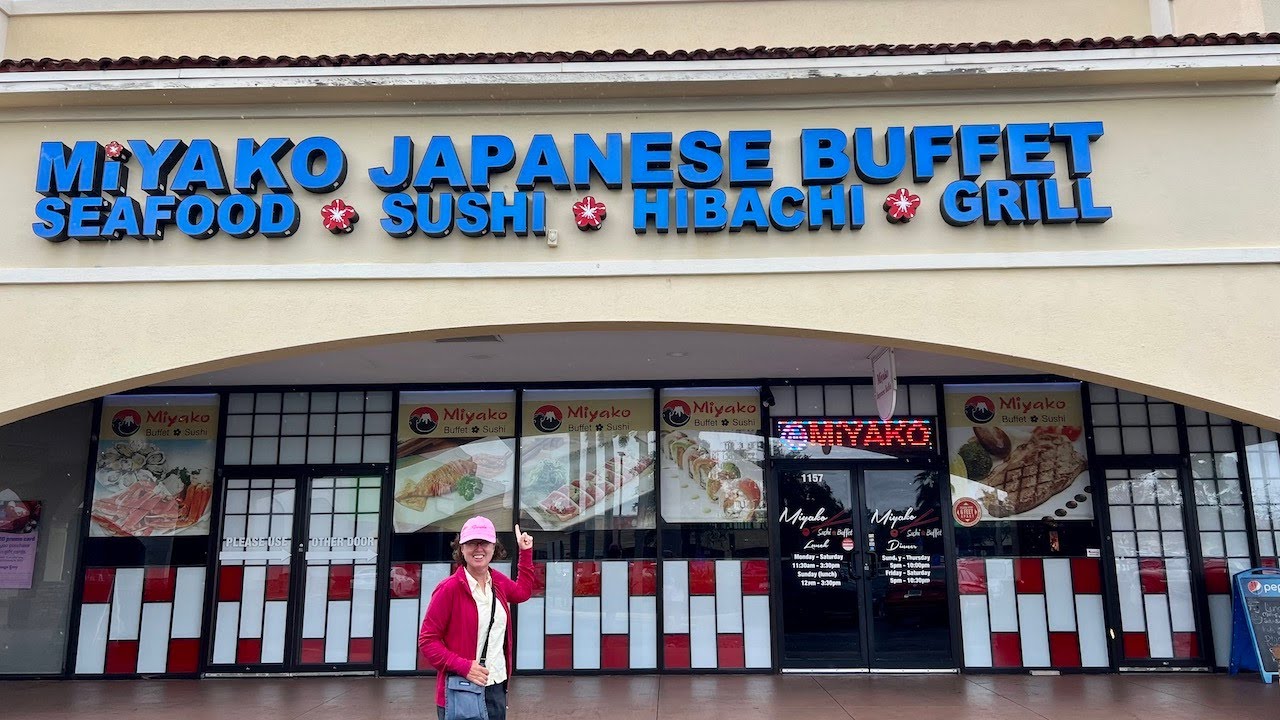 MiYAKO JAPANESE BUFFET
SEAFOOD SUSHI HIBACHI GRILL
Miyako
Buffet Sushi
Miyako
Buffet Sushi
Miyako
Buffet Sushi
Miyako
Buffet Sushi
MIYAKO
Miyako
Buffet Sushi
PLEASE USE OTHER DOOR
1157
Miyako
Sushi Buffet
Lunch
Monday - Saturday
11:30am - 3:30pm
Sunday (lunch)
12pm - 3:30pm
Miyako
Sushi Buffet
Dinner
Sunday - Thursday
5pm - 10:00pm
Friday - Saturday
5pm - 10:30pm